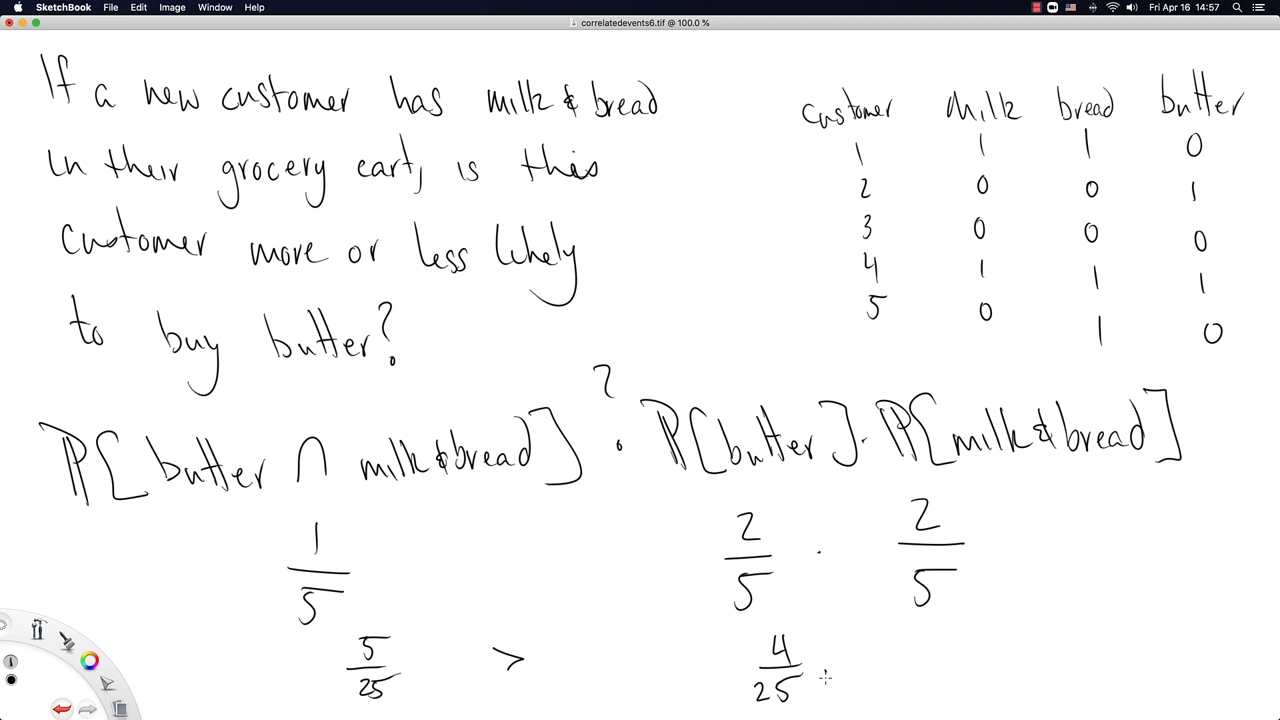 SketchBook File Edit Image Window Help
Fri Apr 16 14:57
correlatedevents6.tif @ 100.0 %
If a new customer has milk & bread
in their grocery cart, is this
customer more or less likely
to buy butter?
customer milk bread butter
1 1 1 0
2 0 0 1
3 0 0 0
4 1 1 1
5 0 1 0
?
ℙ[butter ∩ milk&bread] · ℙ[butter] · ℙ[milk&bread]
1/5 2/5 · 2/5
5/25 > 4/25